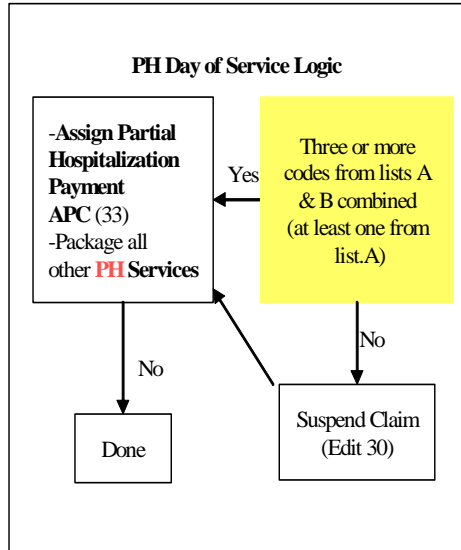 PH Day of Service Logic
-Assign Partial
Hospitalization
Payment
APC (33)
-Package all
other PH Services
Yes
Three or more
codes from lists A
& B combined
(at least one from
list.A)
No
No
Done
Suspend Claim
(Edit 30)